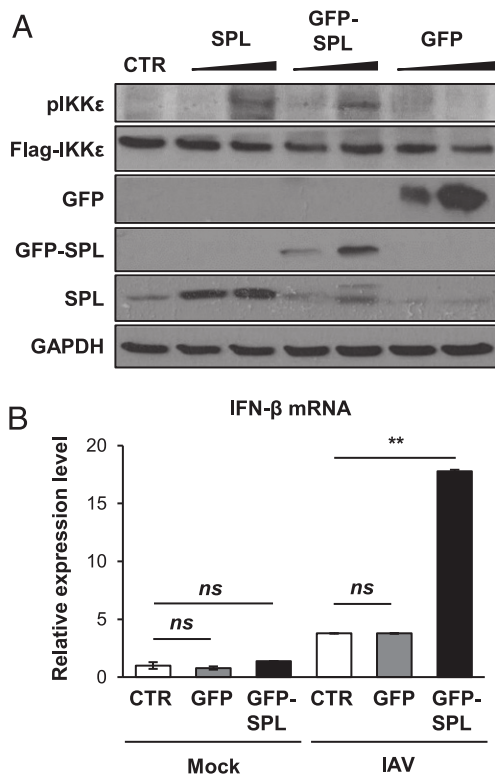 A
CTR SPL GFP-SPL GFP
pIKKε
Flag-IKKε
GFP
GFP-SPL
SPL
GAPDH
B
IFN-β mRNA
Relative expression level
20
15
10
5
0
**
ns
ns
ns
CTR GFP GFP-SPL CTR GFP GFP-SPL
Mock IAV